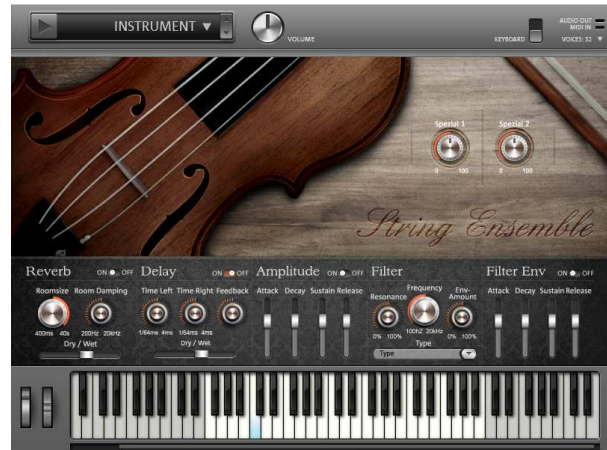 INSTRUMENT
VOLUME
KEYBOARD
AUDIO OUT
MIDI IN
VOICES: 32
Spezial 1 Spezial 2
0 100 0 100
String Ensemble
Reverb ON OFF Delay ON OFF Amplitude ON OFF Filter Filter Env ON OFF
Roomsize Room Damping Time Left Time Right Feedback Attack Decay Sustain Release Resonance Frequency Env-Amount Attack Decay Sustain Release
400ms 40s 200Hz 20kHz 1/64ms 4ms 1/64ms 4ms 0% 100% 100hZ 20kHz 0% 100%
Dry / Wet Dry / Wet Type
Type